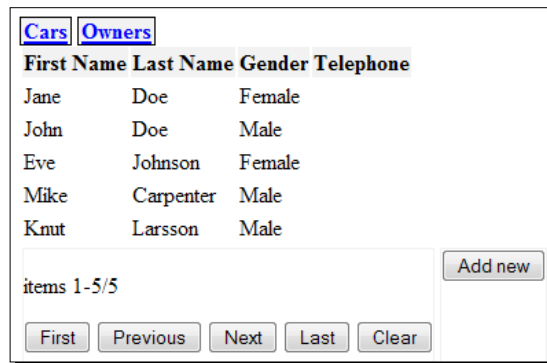 Cars Owners
First Name Last Name Gender Telephone
Jane Doe Female
John Doe Male
Eve Johnson Female
Mike Carpenter Male
Knut Larsson Male
items 1-5/5
Add new
First Previous Next Last Clear